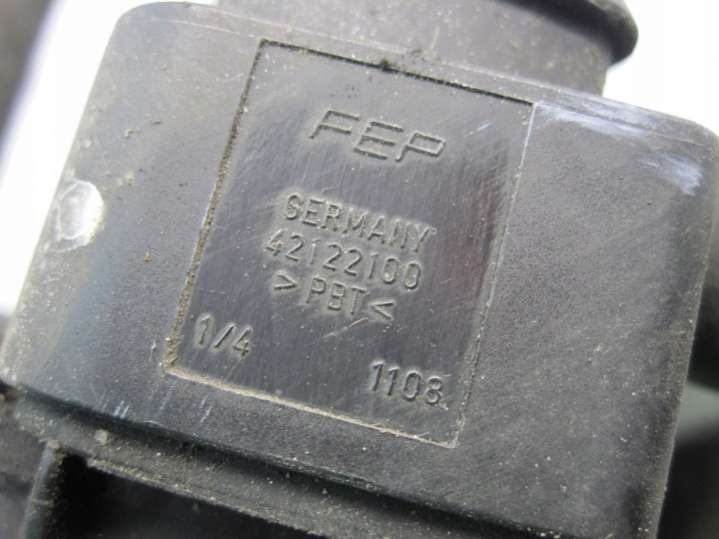 FEP
GERMANY
42122100
>PBT<
1/4 1108